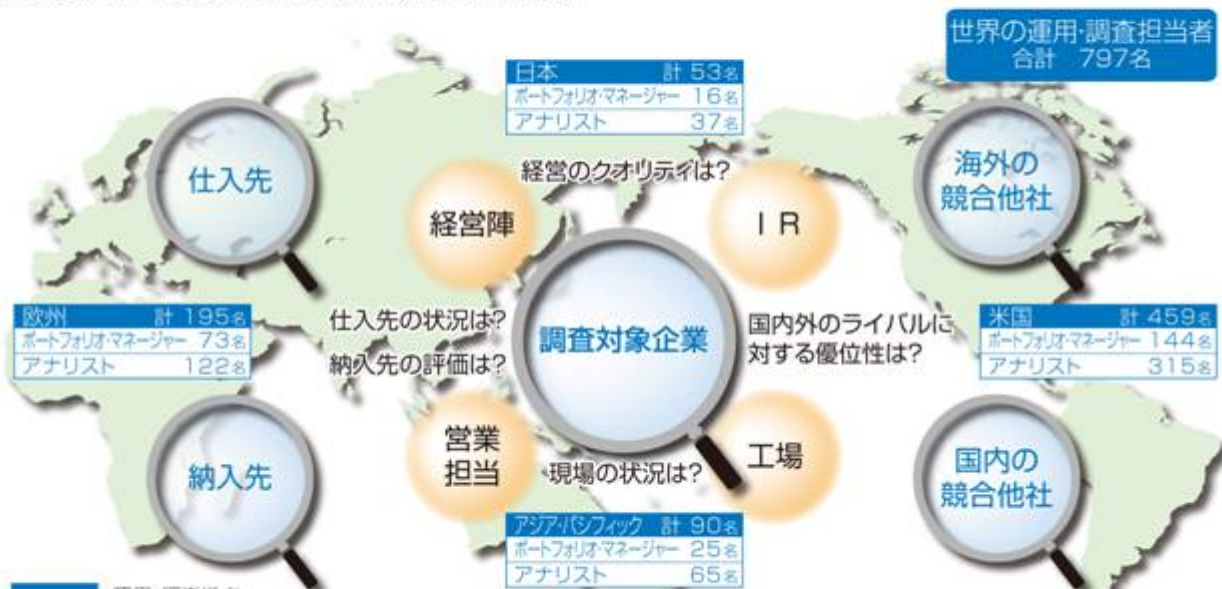 世界の運用・調査担当者
合計 797名
日本 計 53名
ポートフォリオ・マネージャー 16名
アナリスト 37名
仕入先
経営のクオリティは?
海外の
競合他社
経営陣
IR
欧州 計 195名
ポートフォリオ・マネージャー 73名
アナリスト 122名
仕入先の状況は?
納入先の評価は?
調査対象企業
国内外のライバルに
対する優位性は?
米国 計 459名
ポートフォリオ・マネージャー 144名
アナリスト 315名
納入先
営業
担当
現場の状況は?
工場
国内の
競合他社
アジア・パシフィック 計 90名
ポートフォリオ・マネージャー 25名
アナリスト 65名